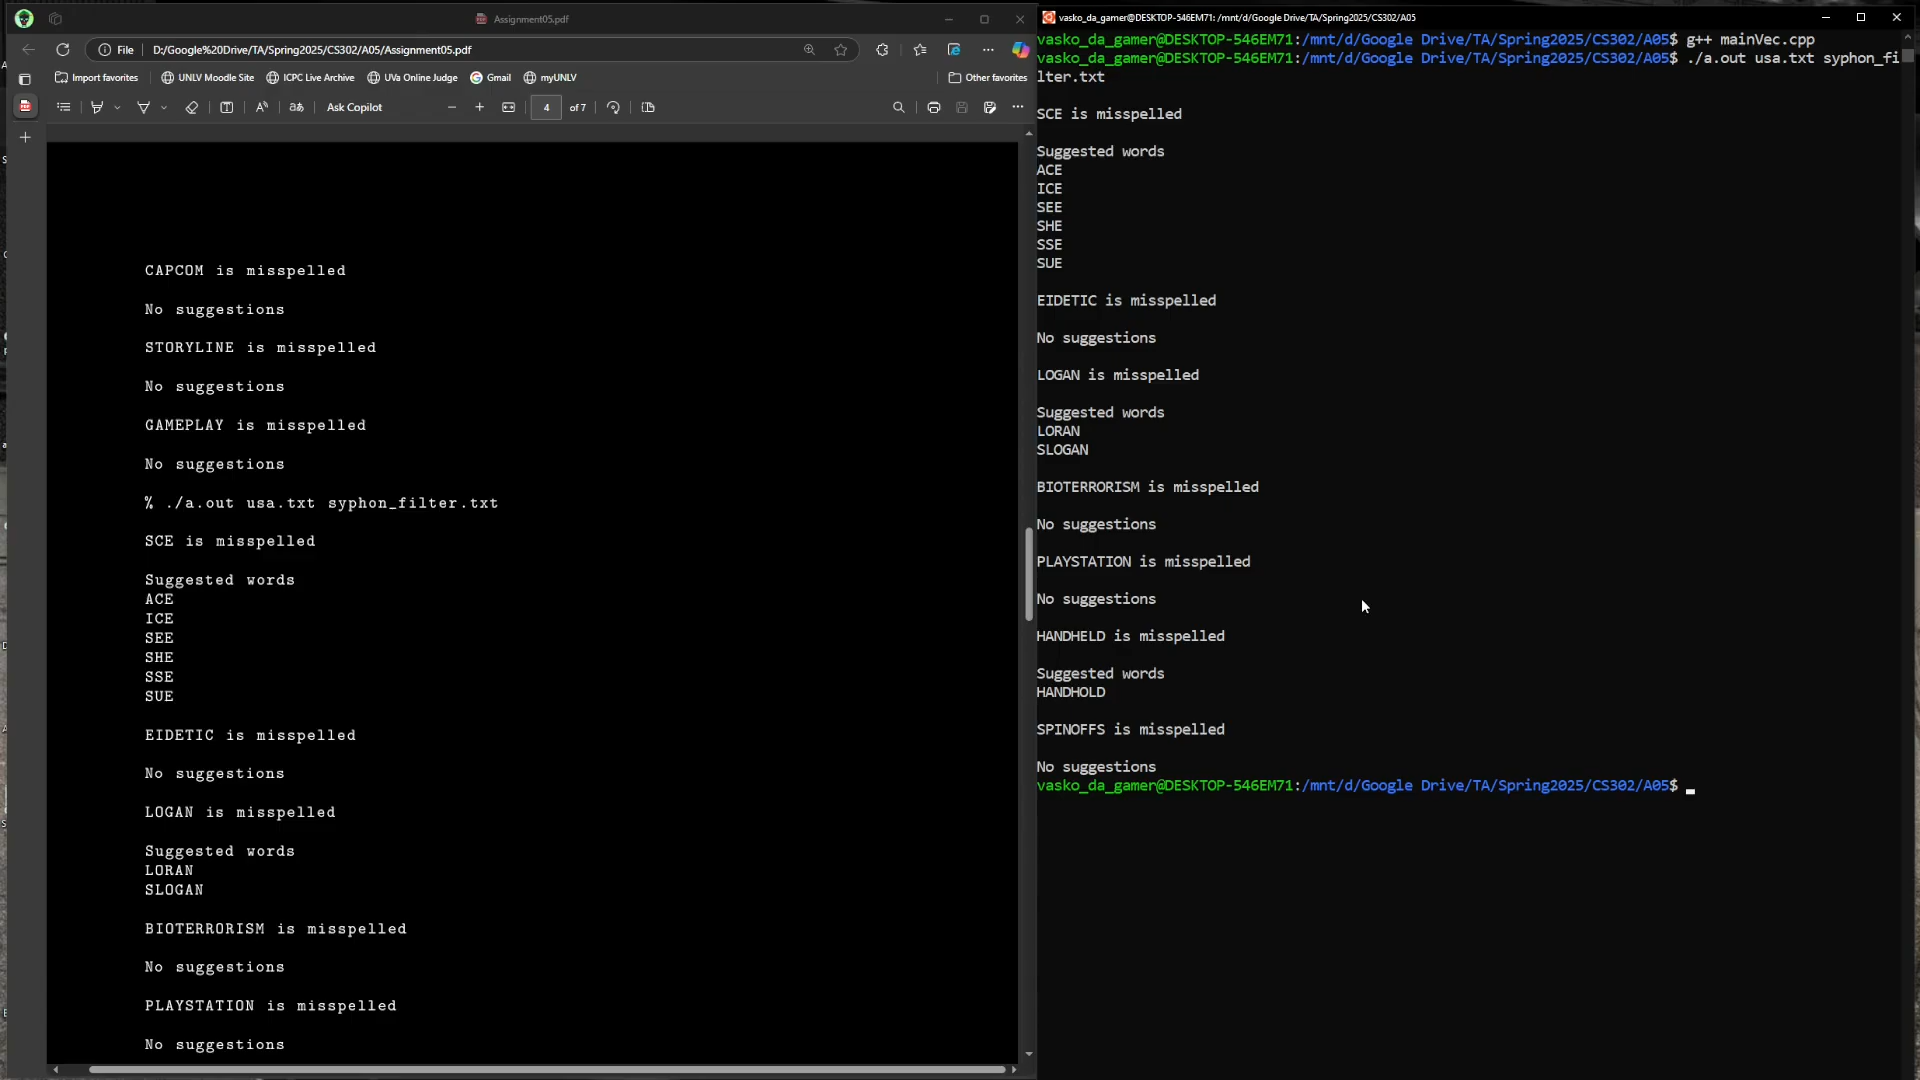 Assignment05.pdf
File
D:/Google%20Drive/TA/Spring2025/CS302/A05/Assignment05.pdf
Import favorites
UNLV Moodle Site
ICPC Live Archive
UVa Online Judge
Gmail
myUNLV
Other favorites
Ask Copilot
4 of 7
CAPCOM is misspelled
No suggestions
STORYLINE is misspelled
No suggestions
GAMEPLAY is misspelled
No suggestions
% ./a.out usa.txt syphon_filter.txt
SCE is misspelled
Suggested words
ACE
ICE
SEE
SHE
SSE
SUE
EIDETIC is misspelled
No suggestions
LOGAN is misspelled
Suggested words
LORAN
SLOGAN
BIOTERRORISM is misspelled
No suggestions
PLAYSTATION is misspelled
No suggestions
vasko_da_gamer@DESKTOP-546EM71: /mnt/d/Google Drive/TA/Spring2025/CS302/A05
vasko_da_gamer@DESKTOP-546EM71:/mnt/d/Google Drive/TA/Spring2025/CS302/A05$ g++ mainVec.cpp
vasko_da_gamer@DESKTOP-546EM71:/mnt/d/Google Drive/TA/Spring2025/CS302/A05$ ./a.out usa.txt syphon_fi
lter.txt
SCE is misspelled
Suggested words
ACE
ICE
SEE
SHE
SSE
SUE
EIDETIC is misspelled
No suggestions
LOGAN is misspelled
Suggested words
LORAN
SLOGAN
BIOTERRORISM is misspelled
No suggestions
PLAYSTATION is misspelled
No suggestions
HANDHELD is misspelled
Suggested words
HANDHOLD
SPINOFFS is misspelled
No suggestions
vasko_da_gamer@DESKTOP-546EM71:/mnt/d/Google Drive/TA/Spring2025/CS302/A05$